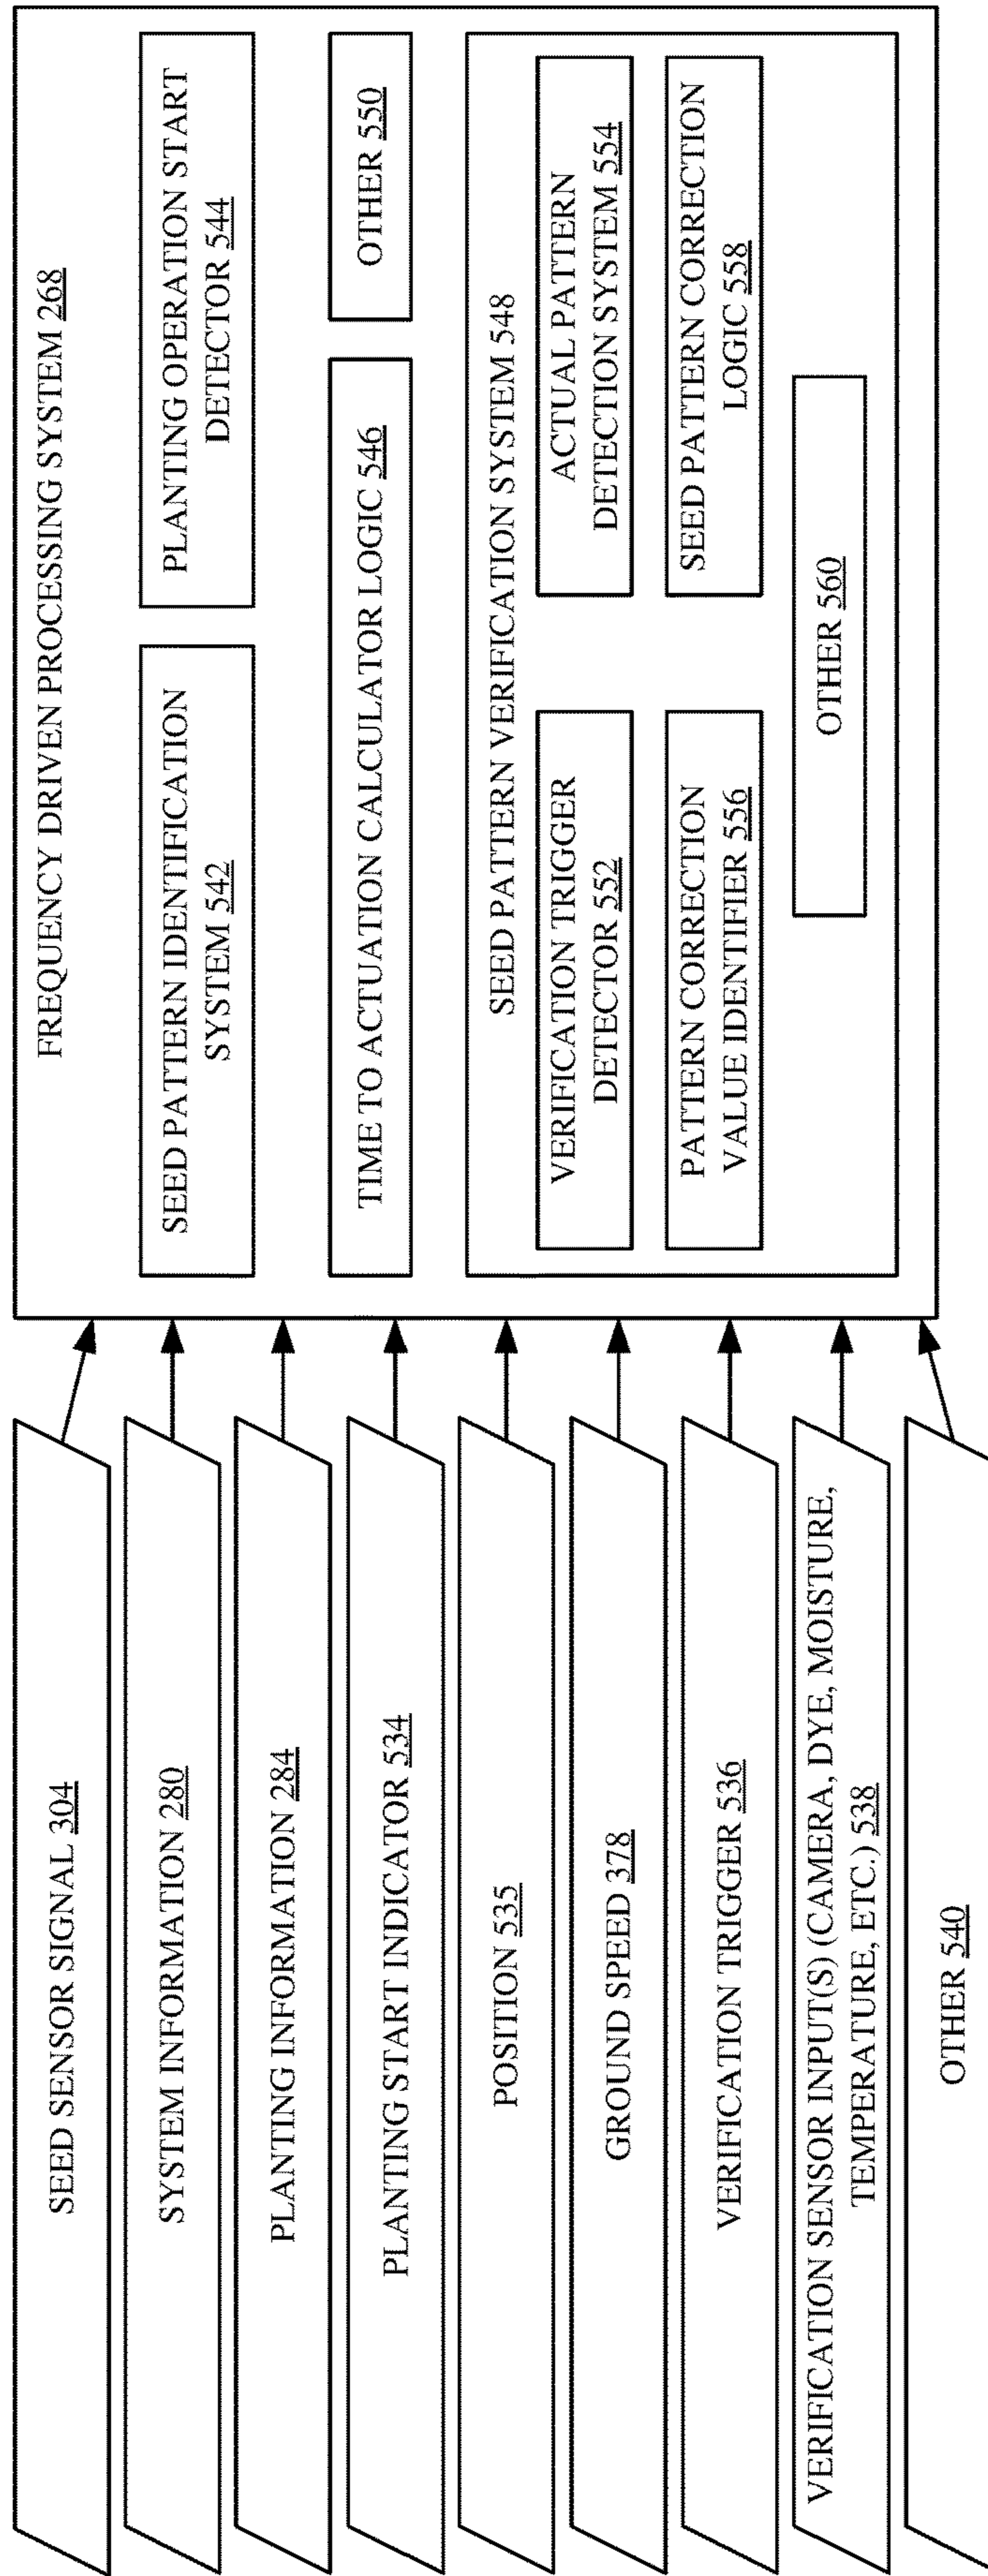 SEED SENSOR SIGNAL 304
SYSTEM INFORMATION 280
PLANTING INFORMATION 284
PLANTING START INDICATOR 534
POSITION 535
GROUND SPEED 378
VERIFICATION TRIGGER 536
VERIFICATION SENSOR INPUT(S) (CAMERA, DYE, MOISTURE,
TEMPERATURE, ETC.) 538
OTHER 540
FREQUENCY DRIVEN PROCESSING SYSTEM 268
SEED PATTERN IDENTIFICATION
SYSTEM 542
PLANTING OPERATION START
DETECTOR 544
TIME TO ACTUATION CALCULATOR LOGIC 546
OTHER 550
SEED PATTERN VERIFICATION SYSTEM 548
VERIFICATION TRIGGER
DETECTOR 552
ACTUAL PATTERN
DETECTION SYSTEM 554
PATTERN CORRECTION
VALUE IDENTIFIER 556
SEED PATTERN CORRECTION
LOGIC 558
OTHER 560